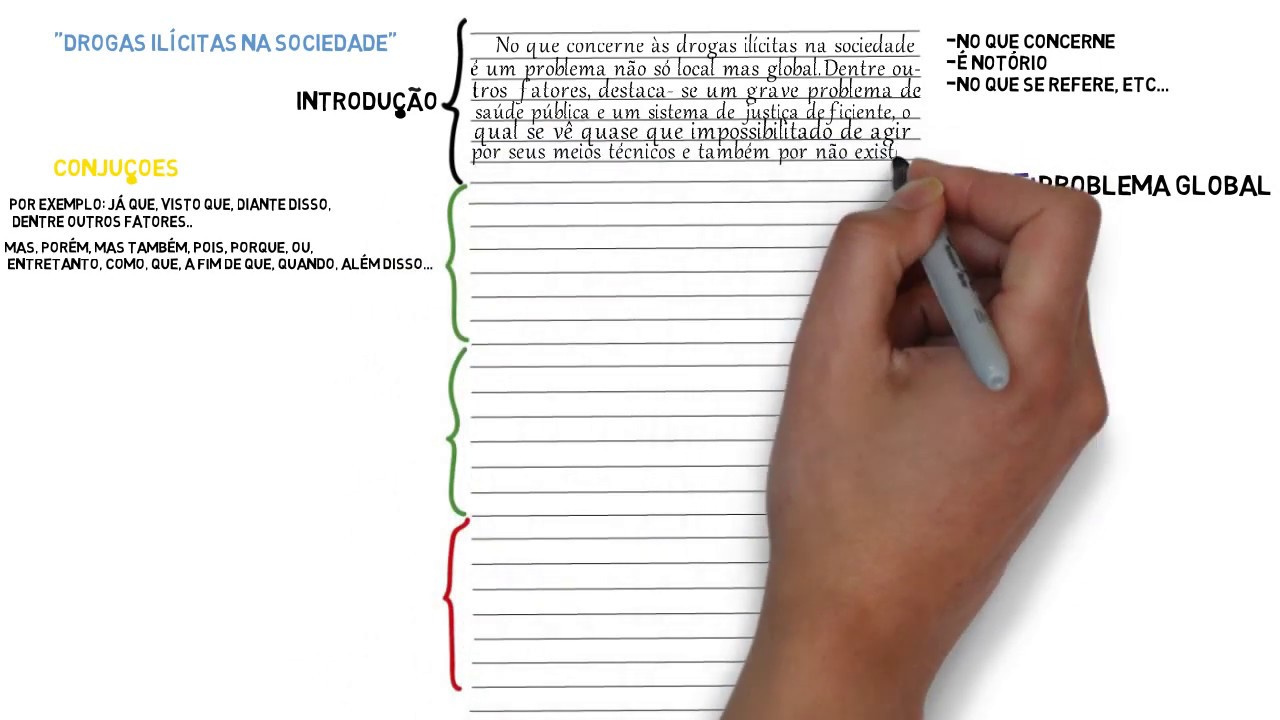 "DROGAS ILÍCITAS NA SOCIEDADE"
INTRODUÇÃO
No que concerne às drogas ilícitas na sociedade
é um problema não só local mas global.Dentre ou-
tros fatores, destaca- se um grave problema de
saúde pública e um sistema de justiça deficiente, o
qual se vê quase que impossibilitado de agir
por seus meios técnicos e também por não exist
-NO QUE CONCERNE
-É NOTÓRIO
-NO QUE SE REFERE, ETC...
PROBLEMA GLOBAL
CONJUÇOES
POR EXEMPLO: JÁ QUE, VISTO QUE, DIANTE DISSO,
DENTRE OUTROS FATORES..
MAS, PORÉM, MAS TAMBÉM, POIS, PORQUE, OU,
ENTRETANTO, COMO, QUE, A FIM DE QUE, QUANDO, ALÉM DISSO...